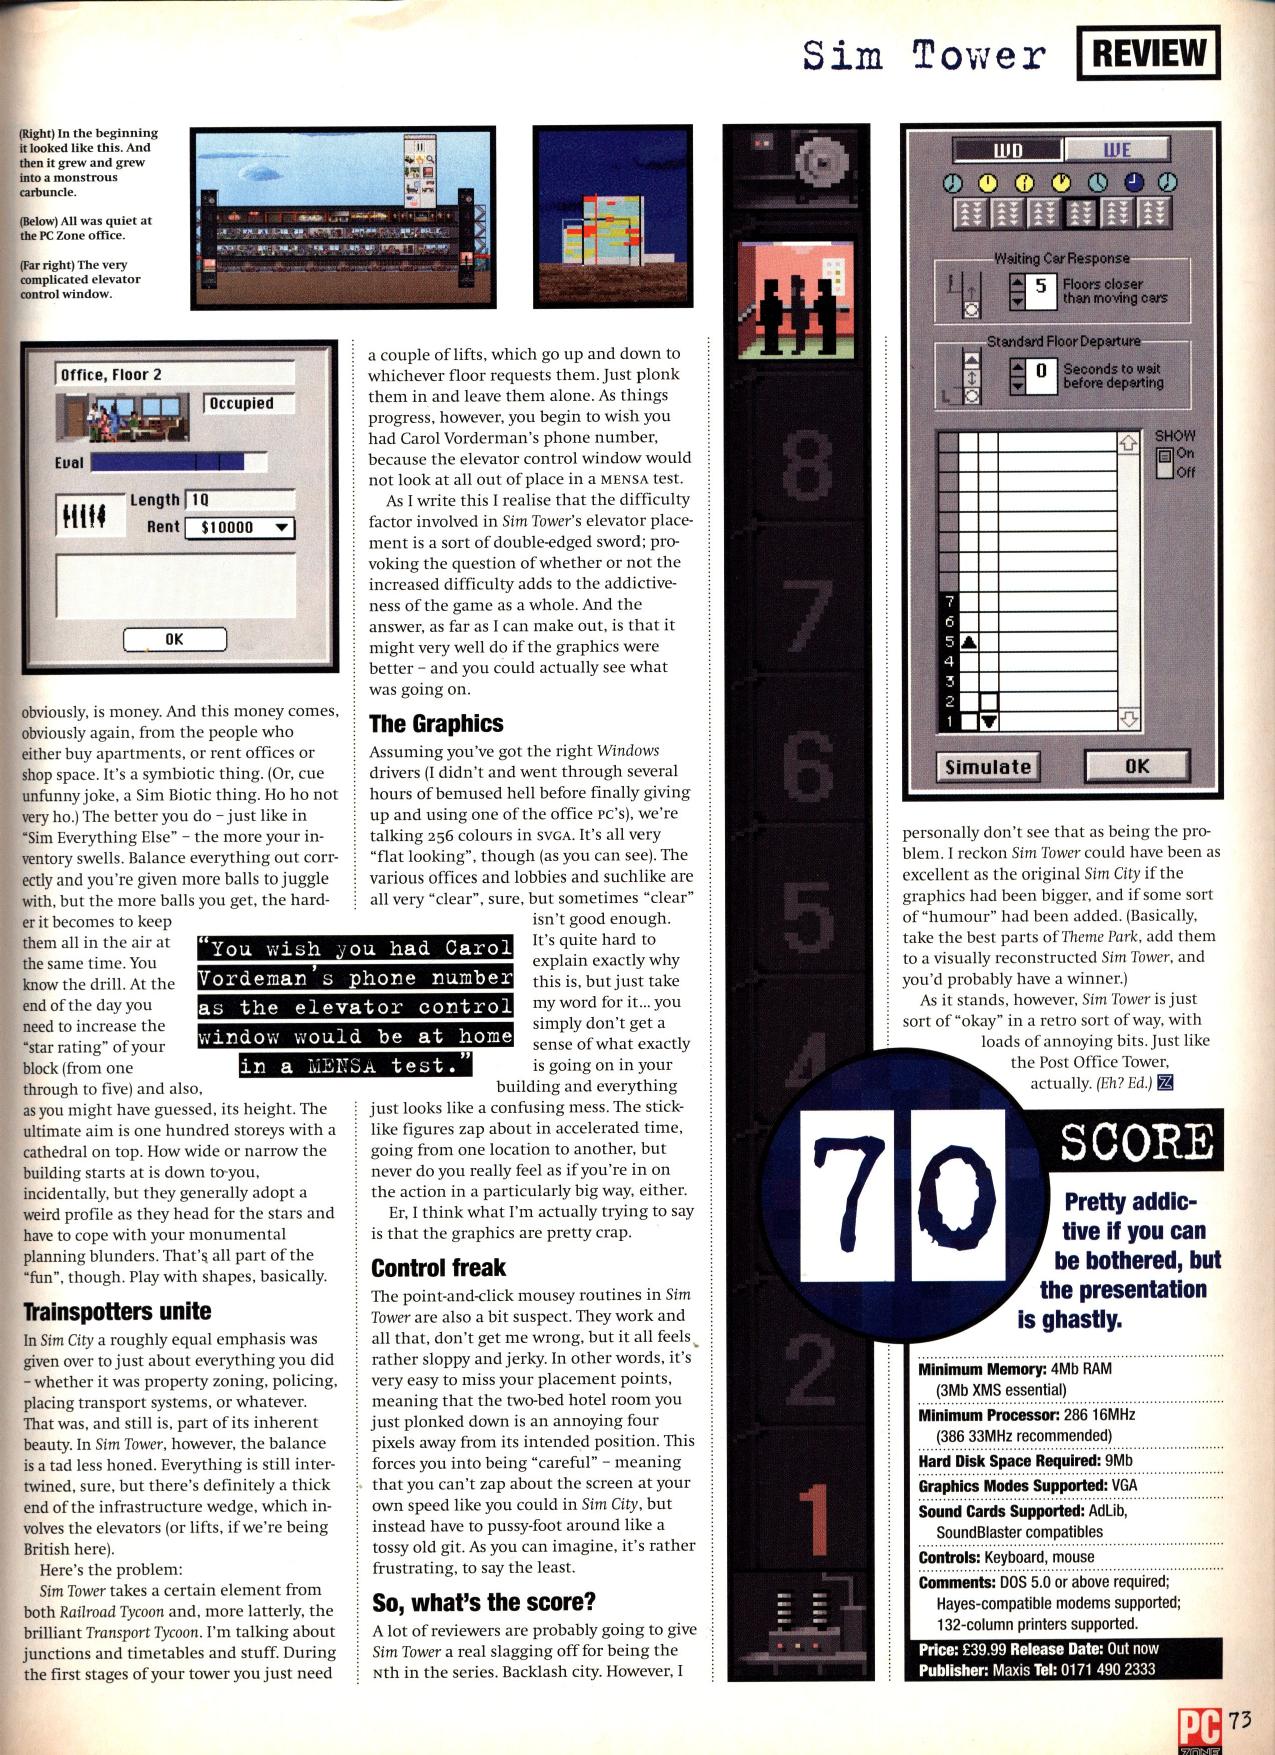 Sim Tower REVIEW
(Right) In the beginning
it looked like this. And
then it grew and grew
into a monstrous
carbuncle.
(Below) All was quiet at
the PC Zone office.
(Far right) The very
complicated elevator
control window.
Office, Floor 2
Occupied
Eval
Length 1Q
Rent $10000
OK
obviously, is money. And this money comes,
obviously again, from the people who
either buy apartments, or rent offices or
shop space. It's a symbiotic thing. (Or, cue
unfunny joke, a Sim Biotic thing. Ho ho not
very ho.) The better you do – just like in
"Sim Everything Else" – the more your in-
ventory swells. Balance everything out corr-
ectly and you're given more balls to juggle
with, but the more balls you get, the hard-
er it becomes to keep
them all in the air at
the same time. You
know the drill. At the
end of the day you
need to increase the
"star rating" of your
block (from one
through to five) and also,
as you might have guessed, its height. The
ultimate aim is one hundred storeys with a
cathedral on top. How wide or narrow the
building starts at is down to you,
incidentally, but they generally adopt a
weird profile as they head for the stars and
have to cope with your monumental
planning blunders. That's all part of the
"fun", though. Play with shapes, basically.
Trainspotters unite
In Sim City a roughly equal emphasis was
given over to just about everything you did
– whether it was property zoning, policing,
placing transport systems, or whatever.
That was, and still is, part of its inherent
beauty. In Sim Tower, however, the balance
is a tad less honed. Everything is still inter-
twined, sure, but there's definitely a thick
end of the infrastructure wedge, which in-
volves the elevators (or lifts, if we're being
British here).
Here's the problem:
Sim Tower takes a certain element from
both Railroad Tycoon and, more latterly, the
brilliant Transport Tycoon. I'm talking about
junctions and timetables and stuff. During
the first stages of your tower you just need
a couple of lifts, which go up and down to
whichever floor requests them. Just plonk
them in and leave them alone. As things
progress, however, you begin to wish you
had Carol Vorderman's phone number,
because the elevator control window would
not look at all out of place in a MENSA test.
As I write this I realise that the difficulty
factor involved in Sim Tower's elevator place-
ment is a sort of double-edged sword; pro-
voking the question of whether or not the
increased difficulty adds to the addictive-
ness of the game as a whole. And the
answer, as far as I can make out, is that it
might very well do if the graphics were
better – and you could actually see what
was going on.
The Graphics
Assuming you've got the right Windows
drivers (I didn't and went through several
hours of bemused hell before finally giving
up and using one of the office PC's), we're
talking 256 colours in SVGA. It's all very
"flat looking", though (as you can see). The
various offices and lobbies and suchlike are
all very "clear", sure, but sometimes "clear"
isn't good enough.
It's quite hard to
explain exactly why
this is, but just take
my word for it... you
simply don't get a
sense of what exactly
is going on in your
building and everything
just looks like a confusing mess. The stick-
like figures zap about in accelerated time,
going from one location to another, but
never do you really feel as if you're in on
the action in a particularly big way, either.
Er, I think what I'm actually trying to say
is that the graphics are pretty crap.
"You wish you had Carol
Vordeman's phone number
as the elevator control
window would be at home
in a MENSA test."
Control freak
The point-and-click mousey routines in Sim
Tower are also a bit suspect. They work and
all that, don't get me wrong, but it all feels
rather sloppy and jerky. In other words, it's
very easy to miss your placement points,
meaning that the two-bed hotel room you
just plonked down is an annoying four
pixels away from its intended position. This
forces you into being "careful" – meaning
that you can't zap about the screen at your
own speed like you could in Sim City, but
instead have to pussy-foot around like a
tossy old git. As you can imagine, it's rather
frustrating, to say the least.
So, what's the score?
A lot of reviewers are probably going to give
Sim Tower a real slagging off for being the
NTH in the series. Backlash city. However, I
8
7
6
5
4
2
1
WD WE
Waiting Car Response
5 Floors closer
than moving cars
Standard Floor Departure
0 Seconds to wait
before departing
SHOW
On
Off
7
6
5
4
3
2
1
Simulate OK
personally don't see that as being the pro-
blem. I reckon Sim Tower could have been as
excellent as the original Sim City if the
graphics had been bigger, and if some sort
of "humour" had been added. (Basically,
take the best parts of Theme Park, add them
to a visually reconstructed Sim Tower, and
you'd probably have a winner.)
As it stands, however, Sim Tower is just
sort of "okay" in a retro sort of way, with
loads of annoying bits. Just like
the Post Office Tower,
actually. (Eh? Ed.) Z
70
SCORE
Pretty addic-
tive if you can
be bothered, but
the presentation
is ghastly.
Minimum Memory: 4Mb RAM
(3Mb XMS essential)
Minimum Processor: 286 16MHz
(386 33MHz recommended)
Hard Disk Space Required: 9Mb
Graphics Modes Supported: VGA
Sound Cards Supported: AdLib,
SoundBlaster compatibles
Controls: Keyboard, mouse
Comments: DOS 5.0 or above required;
Hayes-compatible modems supported;
132-column printers supported.
Price: £39.99 Release Date: Out now
Publisher: Maxis Tel: 0171 490 2333
PC
ZONE
73